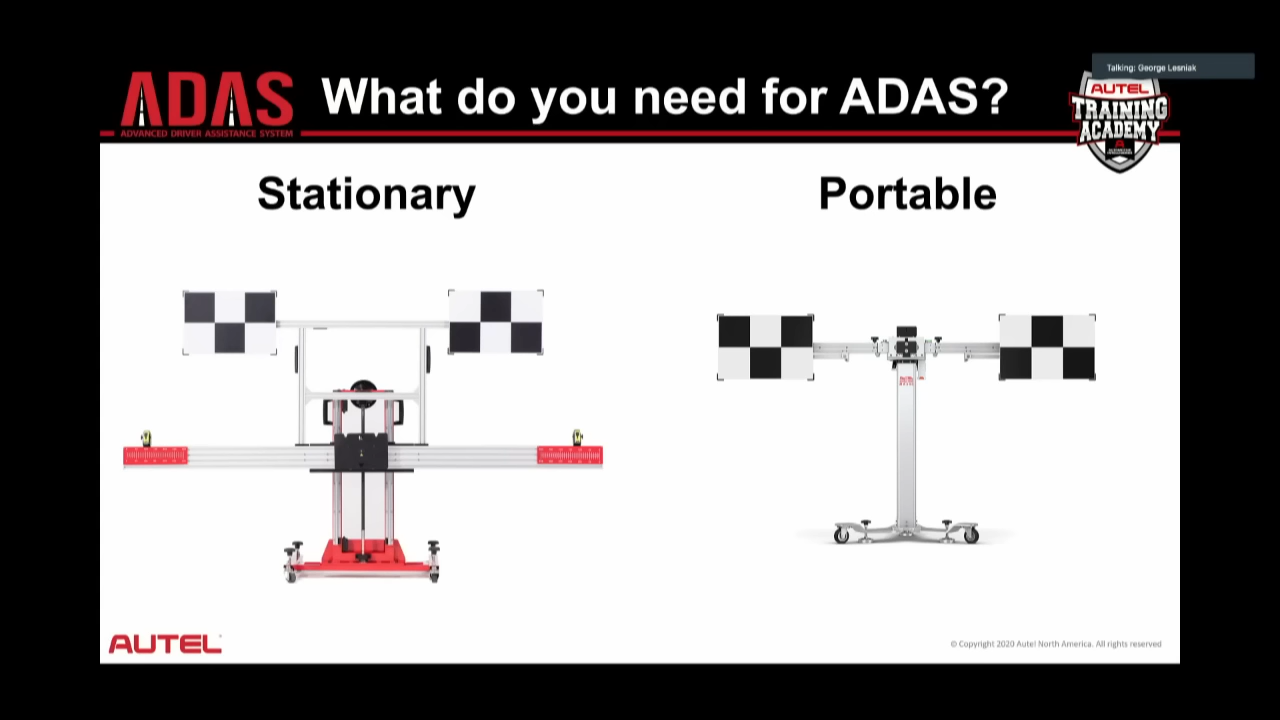 Talking: George Lesniak
ADAS
ADVANCED DRIVER ASSISTANCE SYSTEM
What do you need for ADAS?
AUTEL
TRAINING
ACADEMY
Stationary
Portable
AUTEL
© Copyright 2020 Autel North America. All rights reserved